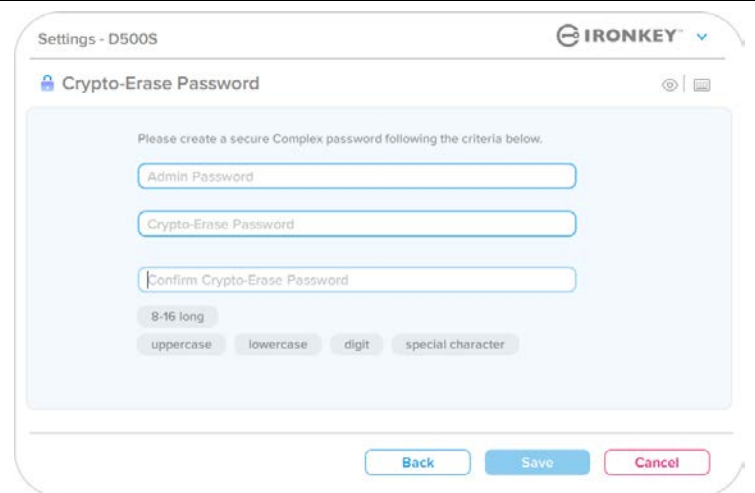 Settings - D500S
IRONKEY
Crypto-Erase Password
Please create a secure Complex password following the criteria below.
Admin Password
Crypto-Erase Password
Confirm Crypto-Erase Password
8-16 long
uppercase lowercase digit special character
Back Save Cancel